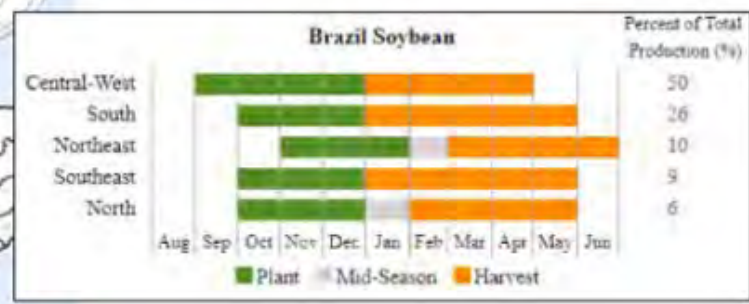 Brazil Soybean
Percent of Total
Production (%)
Central-West 50
South 26
Northeast 10
Southeast 9
North 6
Aug Sep Oct Nov Dec Jan Feb Mar Apr May Jun
Plant Mid-Season Harvest